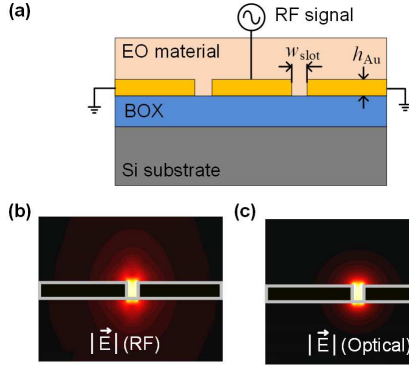 (a)
RF signal
EO material
w_slot
h_Au
BOX
Si substrate
(b)
(c)
|E⃗| (RF)
|E⃗| (Optical)